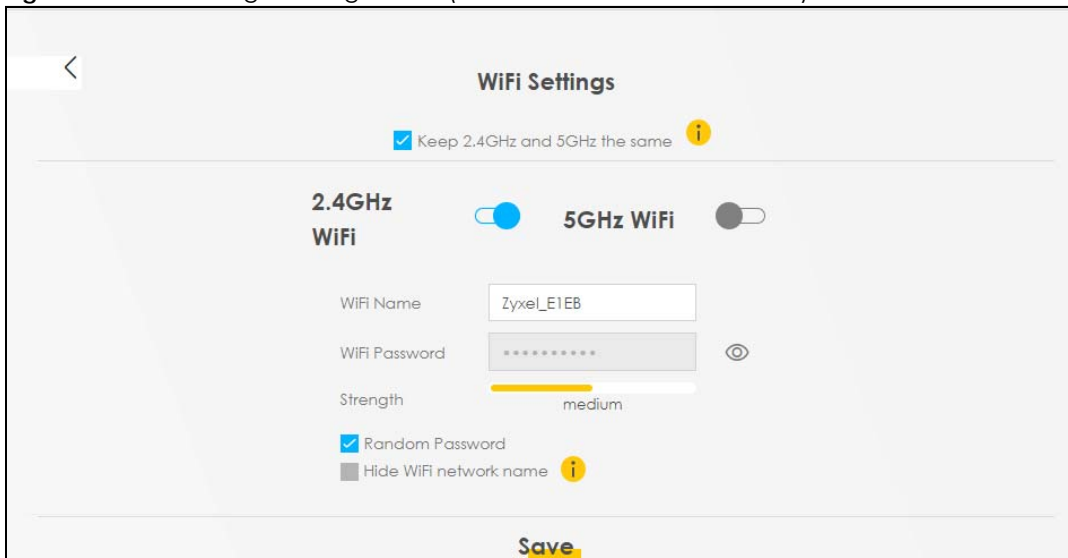 WiFi Settings
Keep 2.4GHz and 5GHz the same
2.4GHz
WiFi
5GHz WiFi
WiFi Name
Zyxel_E1EB
WiFi Password
Strength
medium
Random Password
Hide WiFi network name
Save